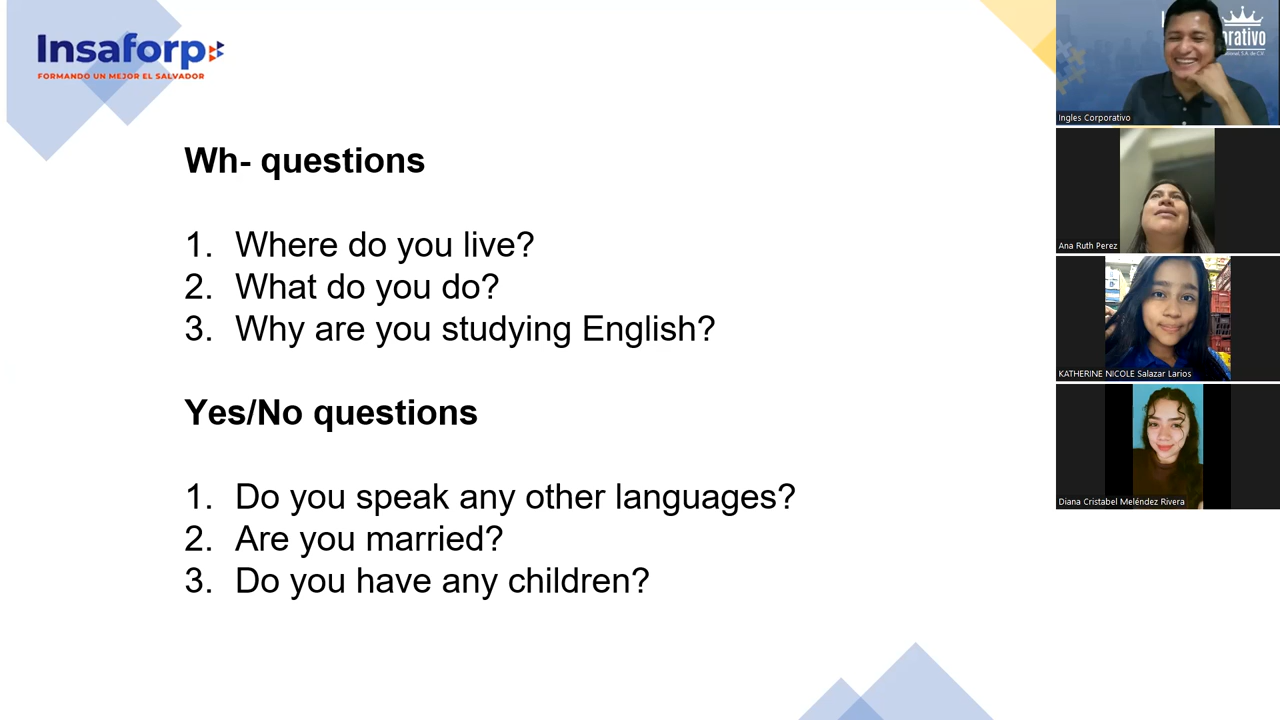 Insaforp
FORMANDO UN MEJOR EL SALVADOR
Wh- questions
1. Where do you live?
2. What do you do?
3. Why are you studying English?
Yes/No questions
1. Do you speak any other languages?
2. Are you married?
3. Do you have any children?
Ingles Corporativo
Ana Ruth Perez
KATHERINE NICOLE Salazar Larios
Diana Cristabel Meléndez Rivera